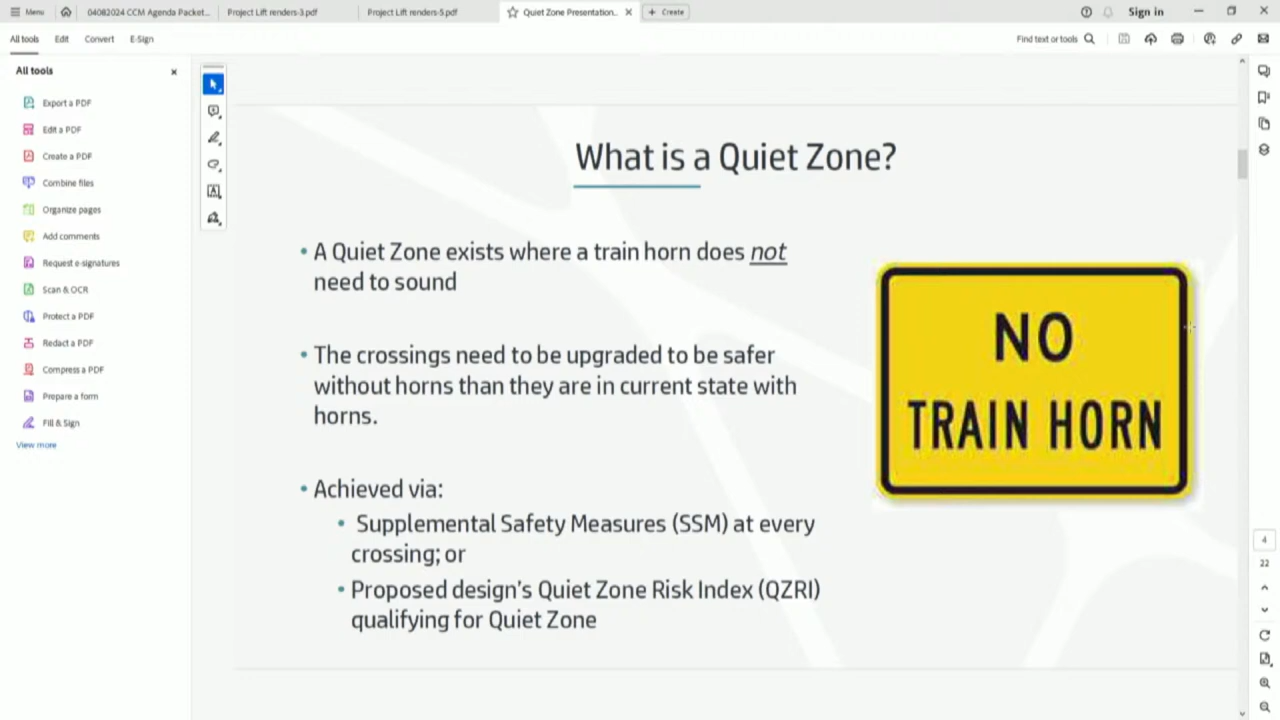 Menu
04082024 CCM Agenda Packet...
Project Lift renders-3.pdf
Project Lift renders-5.pdf
Quiet Zone Presentation...
Create
Sign in
All tools
Edit
Convert
E-Sign
Find text or tools
All tools
Export a PDF
Edit a PDF
Create a PDF
Combine files
Organize pages
Add comments
Request e-signatures
Scan & OCR
Protect a PDF
Redact a PDF
Compress a PDF
Prepare a form
Fill & Sign
View more
What is a Quiet Zone?
• A Quiet Zone exists where a train horn does not
need to sound
• The crossings need to be upgraded to be safer
without horns than they are in current state with
horns.
• Achieved via:
• Supplemental Safety Measures (SSM) at every
crossing; or
• Proposed design's Quiet Zone Risk Index (QZRI)
qualifying for Quiet Zone
NO
TRAIN HORN
4
22